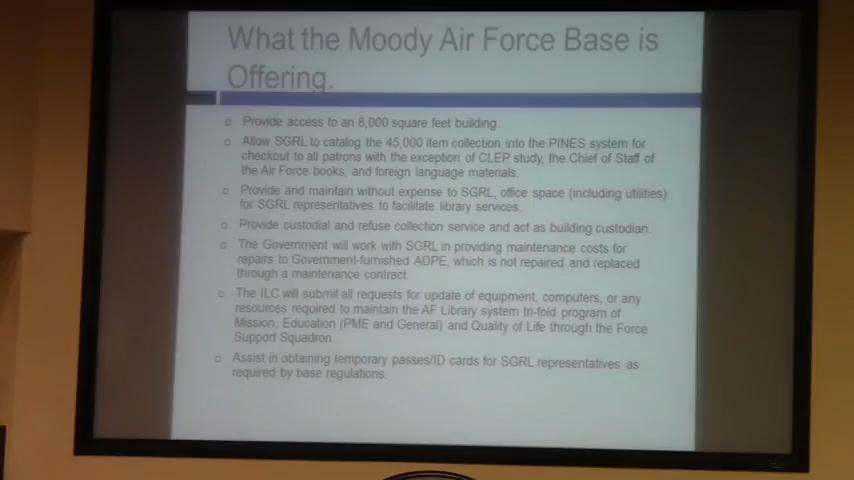 What the Moody Air Force Base is
Offering.
Provide access to an 8,000 square feet building.
Allow SGRL to catalog the 45,000 item collection into the PINES system for
checkout to all patrons with the exception of CLEP study, the Chief of Staff of
the Air Force books, and foreign language materials.
Provide and maintain without expense to SGRL, office space (including utilities)
for SGRL representatives to facilitate library services.
Provide custodial and refuse collection service and act as building custodian.
The Government will work with SGRL in providing maintenance costs for
repairs to Government-furnished ADPE, which is not repaired and replaced
through a maintenance contract.
The ILC will submit all requests for update of equipment, computers, or any
resources required to maintain the AF Library system tri-fold program of
Mission, Education (PME and General) and Quality of Life through the Force
Support Squadron.
Assist in obtaining temporary passes/ID cards for SGRL representatives as
required by base regulations.